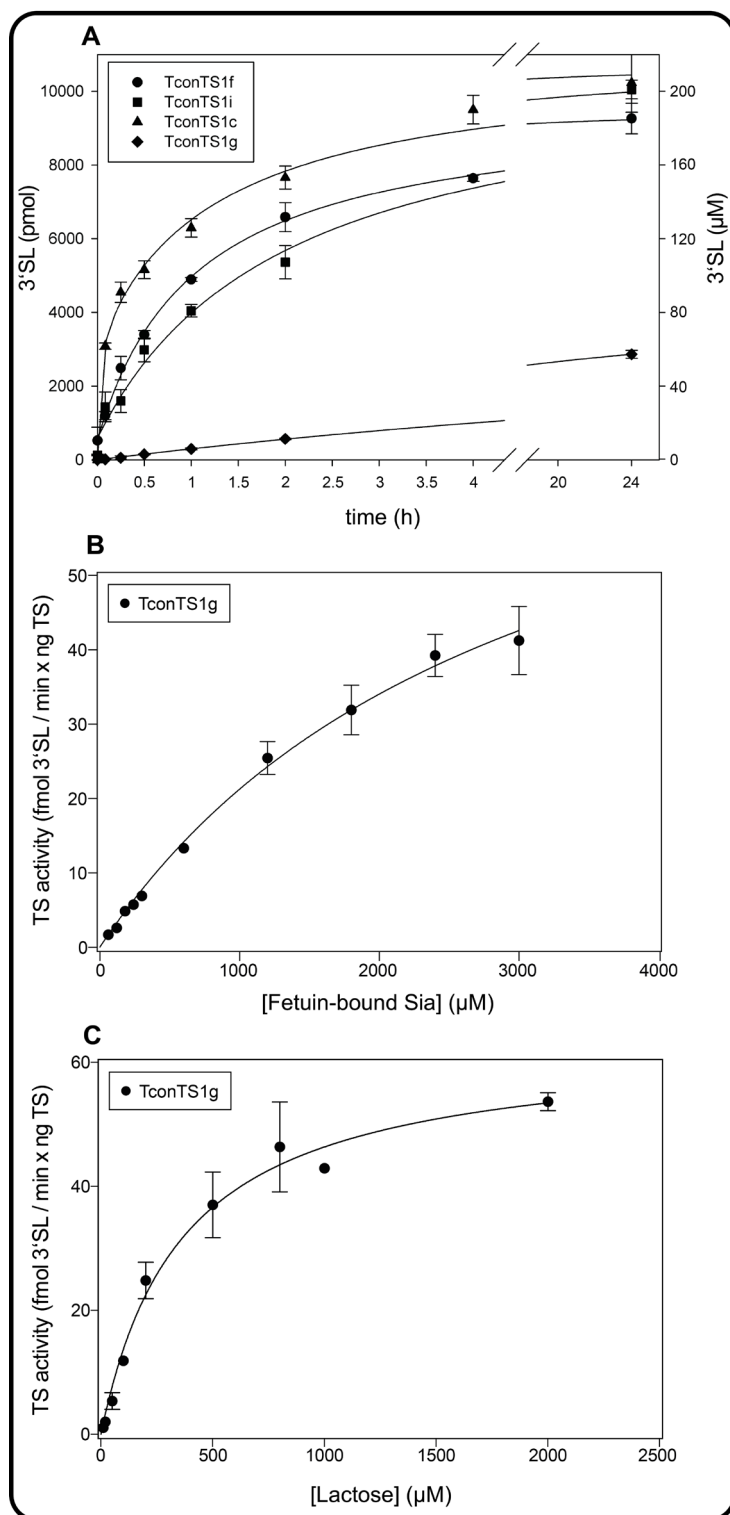 A
TconTS1f
TconTS1i
TconTS1c
TconTS1g
10000
8000
6000
4000
2000
0
3‘SL (pmol)
200
160
120
80
40
0
3‘SL (µM)
0 0.5 1 1.5 2 2.5 3 3.5 4 20 24
time (h)
B
TconTS1g
50
40
30
20
10
0
TS activity (fmol 3‘SL / min x ng TS)
0 1000 2000 3000 4000
[Fetuin-bound Sia] (µM)
C
TconTS1g
60
40
20
0
TS activity (fmol 3‘SL / min x ng TS)
0 500 1000 1500 2000 2500
[Lactose] (µM)